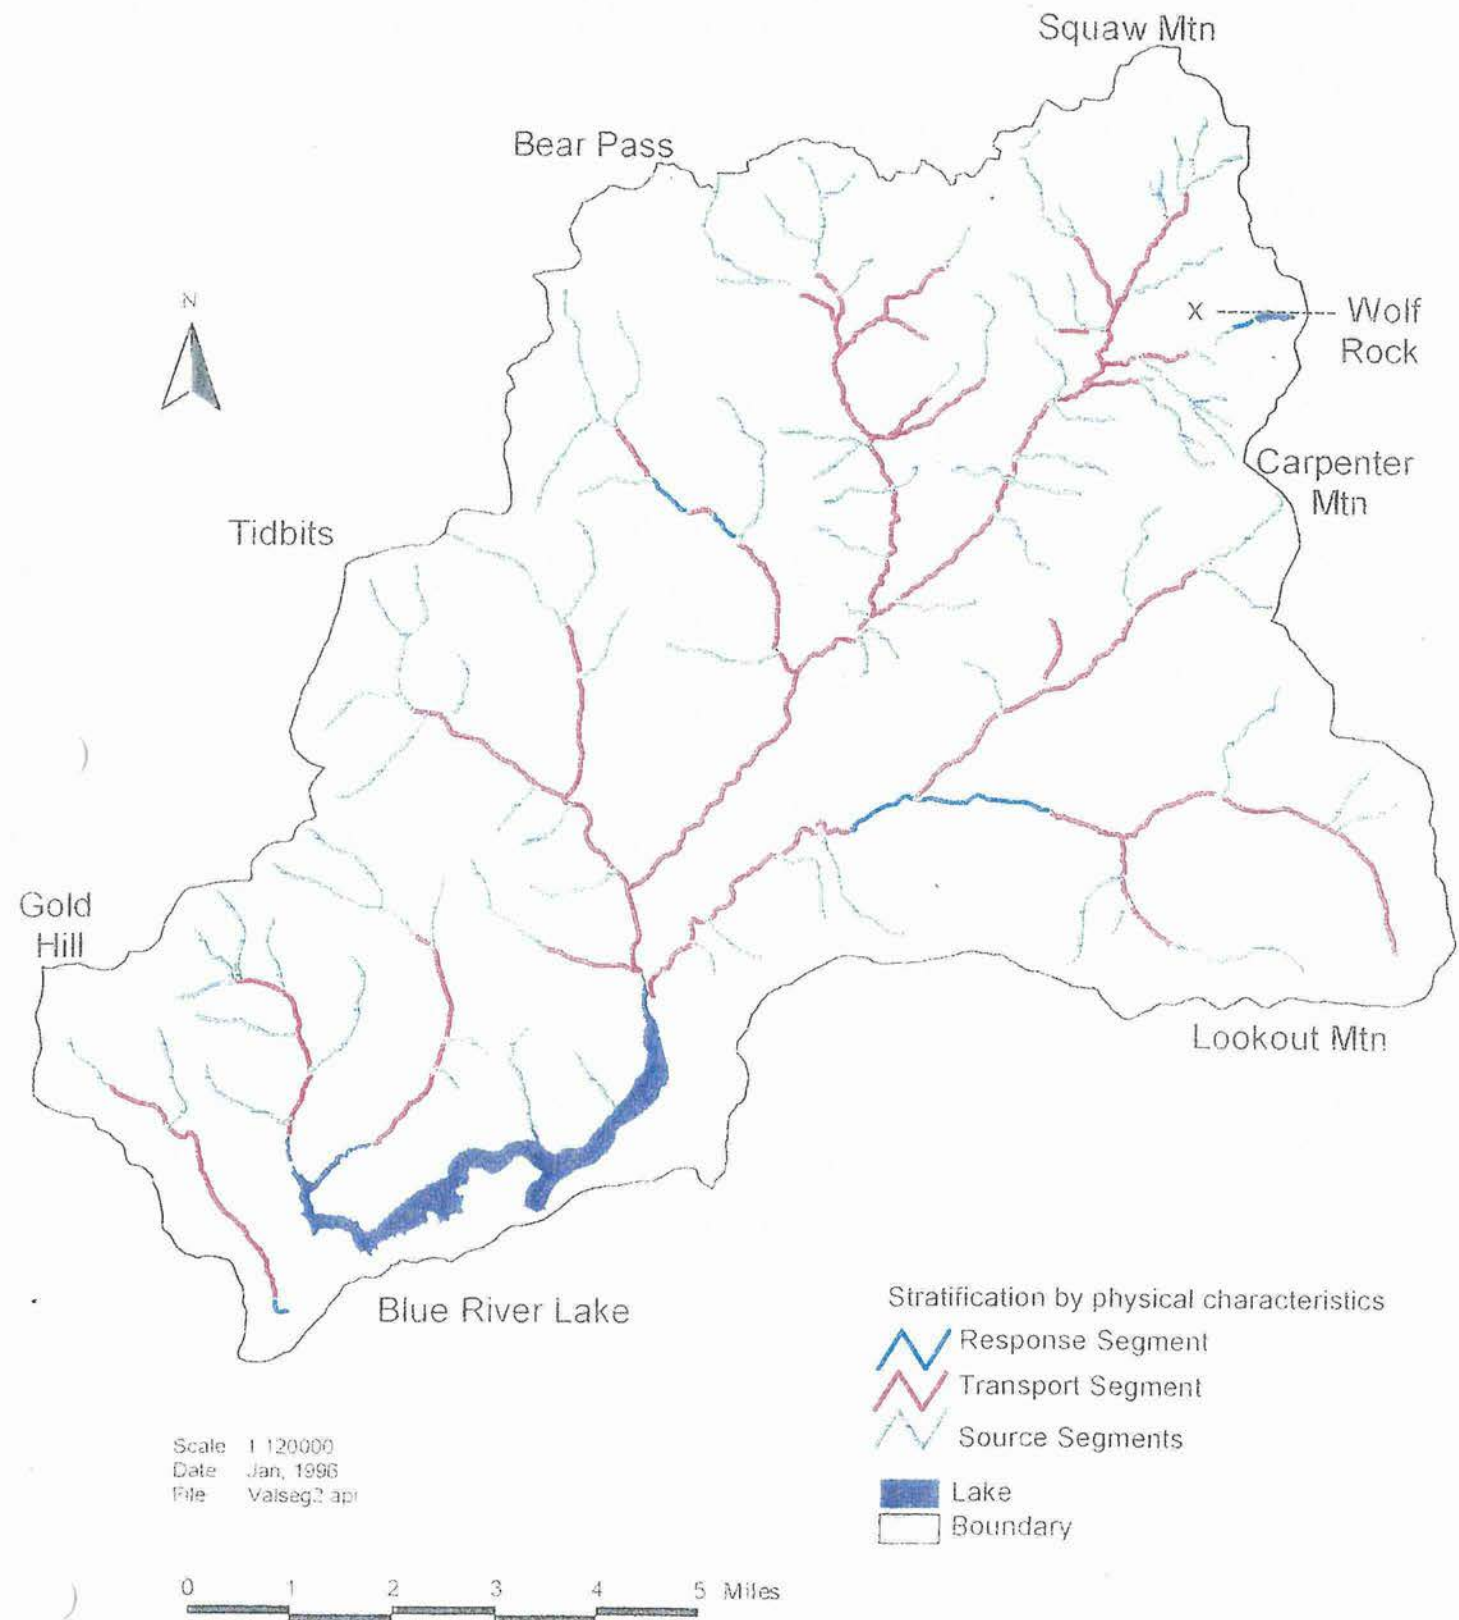 Squaw Mtn
Bear Pass
N
X
Wolf
Rock
Carpenter
Mtn
Tidbits
Gold
Hill
Lookout Mtn
Blue River Lake
Stratification by physical characteristics
Response Segment
Transport Segment
Source Segments
Lake
Boundary
Scale 1 120000
Date Jan, 1996
File Valseg2 apr
0 1 2 3 4 5 Miles